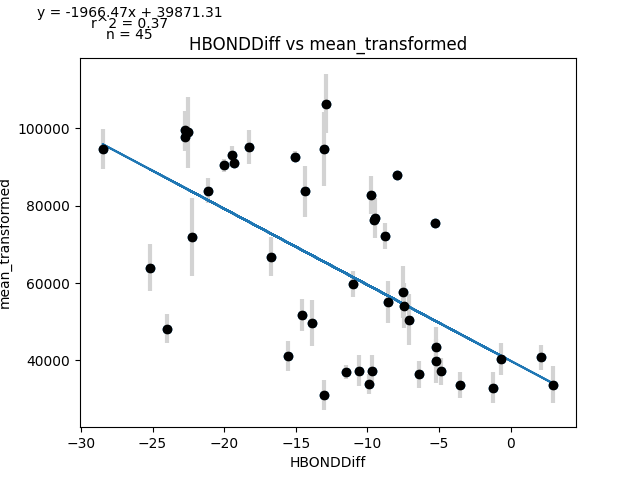 y = -1966.47x + 39871.31
r^2 = 0.37
n = 45
HBONDDiff vs mean_transformed
mean_transformed
100000
80000
60000
40000
−30 −25 −20 −15 −10 −5 0
HBONDDiff